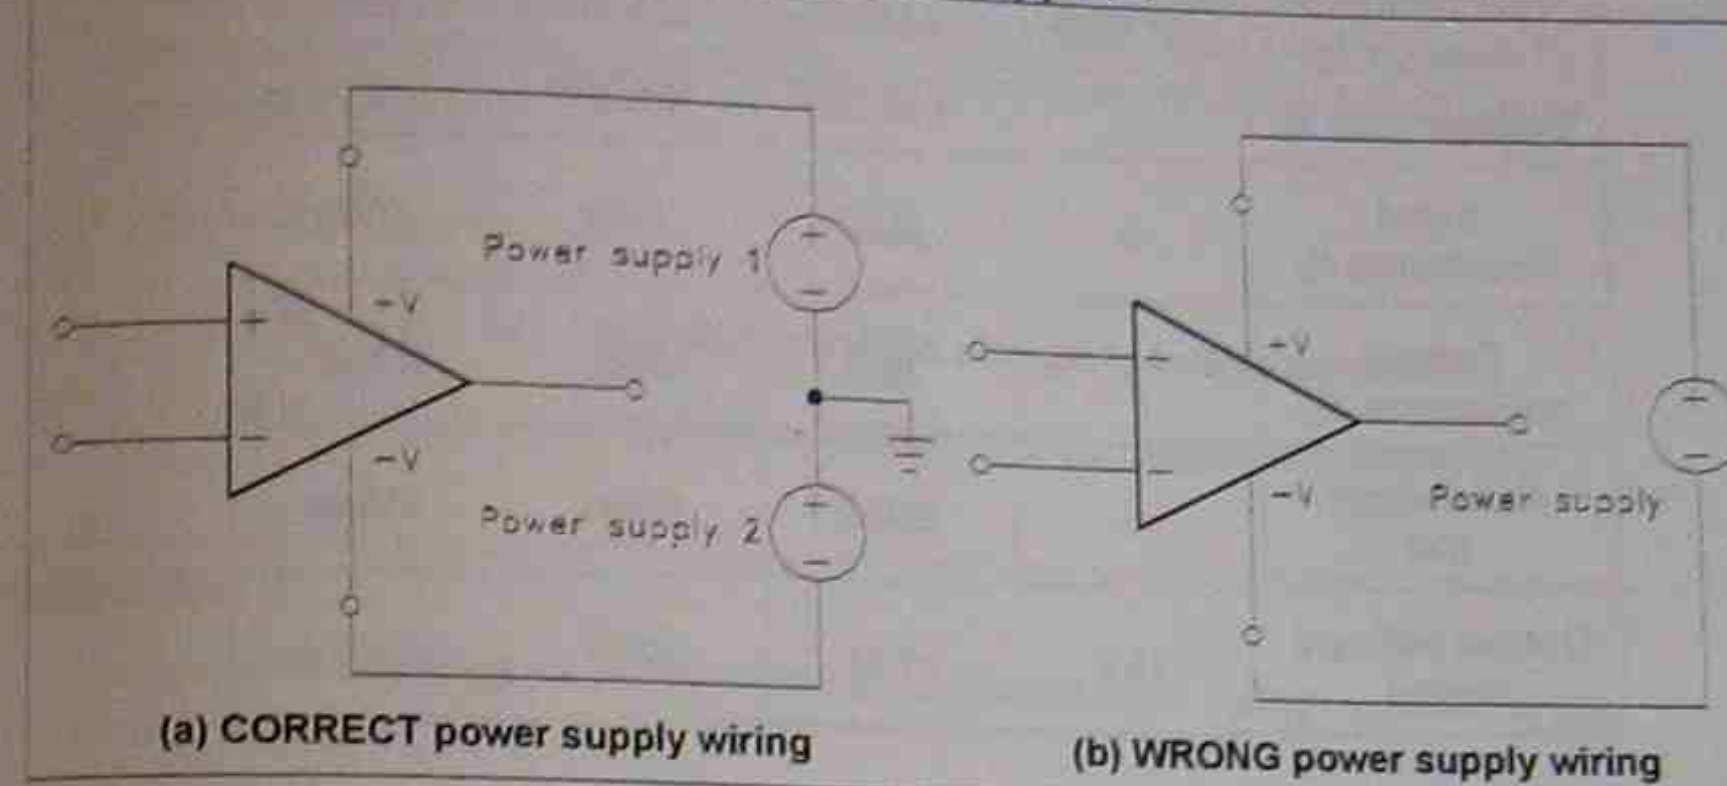 Power supply 1
+
−
−V
+
−
−V
Power supply 2
+
−
(a) CORRECT power supply wiring
−V
−
−
−
−
−V
Power supply
(b) WRONG power supply wiring